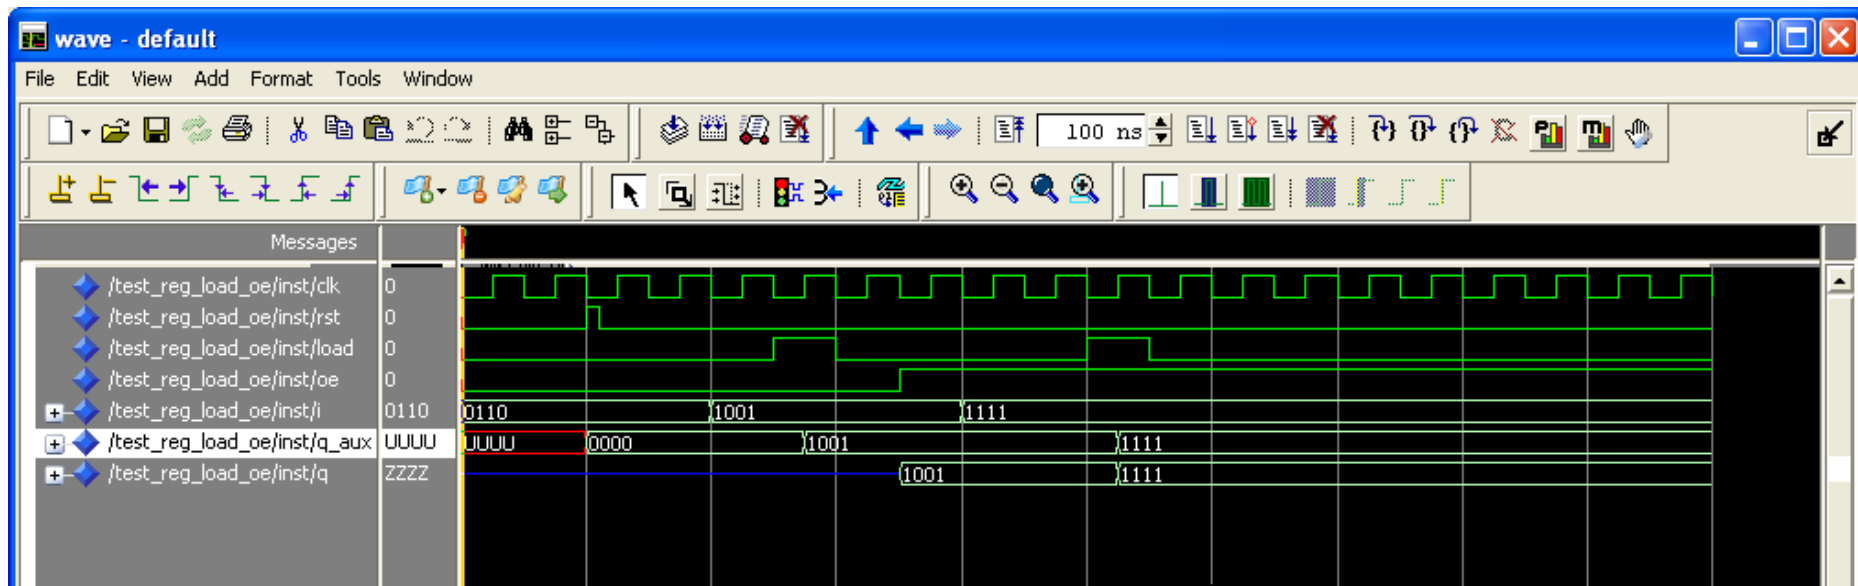 wave - default
File Edit View Add Format Tools Window
100 ns
Messages
/test_reg_load_oe/inst/clk 0
/test_reg_load_oe/inst/rst 0
/test_reg_load_oe/inst/load 0
/test_reg_load_oe/inst/oe 0
/test_reg_load_oe/inst/i 0110 0110 1001 1111
/test_reg_load_oe/inst/q_aux UUUU UUUU 0000 1001 1111
/test_reg_load_oe/inst/q ZZZZ 1001 1111